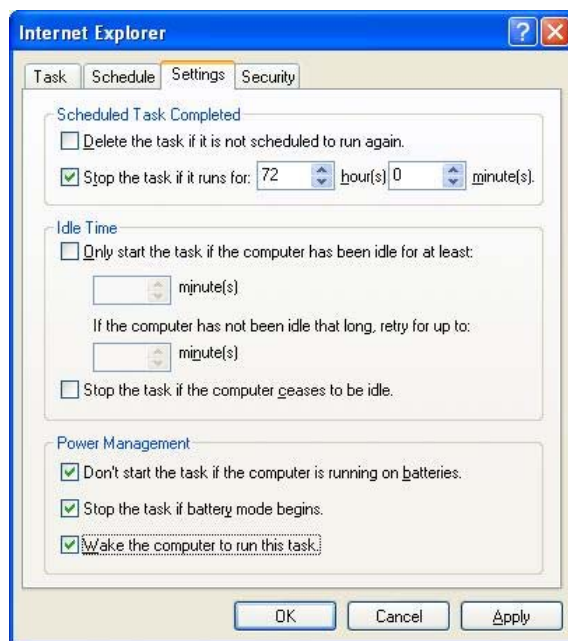 Internet Explorer
Task Schedule Settings Security
Scheduled Task Completed
Delete the task if it is not scheduled to run again.
Stop the task if it runs for: 72 hour(s) 0 minute(s).
Idle Time
Only start the task if the computer has been idle for at least:
minute(s)
If the computer has not been idle that long, retry for up to:
minute(s)
Stop the task if the computer ceases to be idle.
Power Management
Don't start the task if the computer is running on batteries.
Stop the task if battery mode begins.
Wake the computer to run this task.
OK Cancel Apply